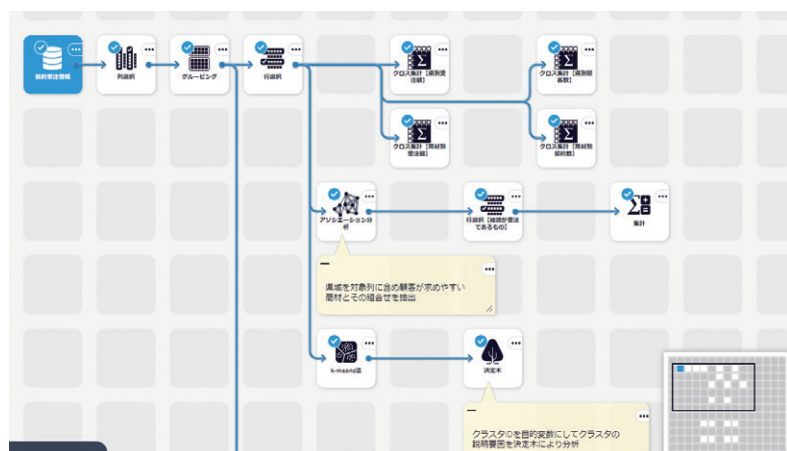 契約受注情報
列選択
グルーピング
行選択
クロス集計【県別受
注額】
クロス集計【県別顧
客数】
クロス集計【商材別
受注額】
クロス集計【商材別
契約数】
アソシエーション分
析
行選択【結論が受注
であるもの】
集計
県域を対象列に含め顧客が求めやすい
商材とその組合せを抽出
k-means法
決定木
クラスタIDを目的変数にしてクラスタの
説明要因を決定木により分析